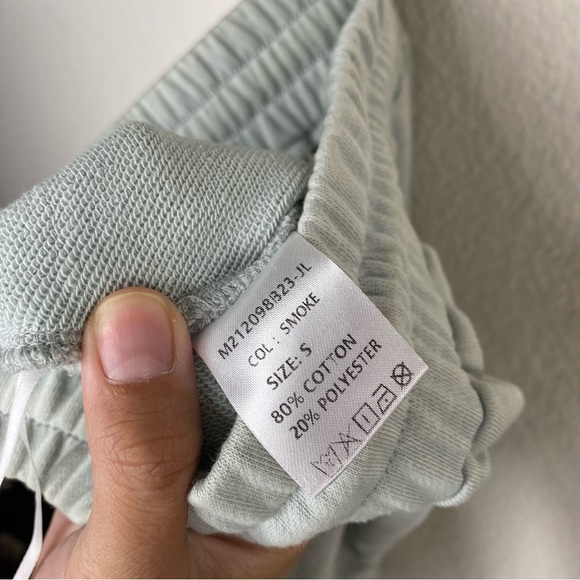 M212098B23-JL
COL : SMOKE
SIZE: S
80% COTTON
20% POLYESTER